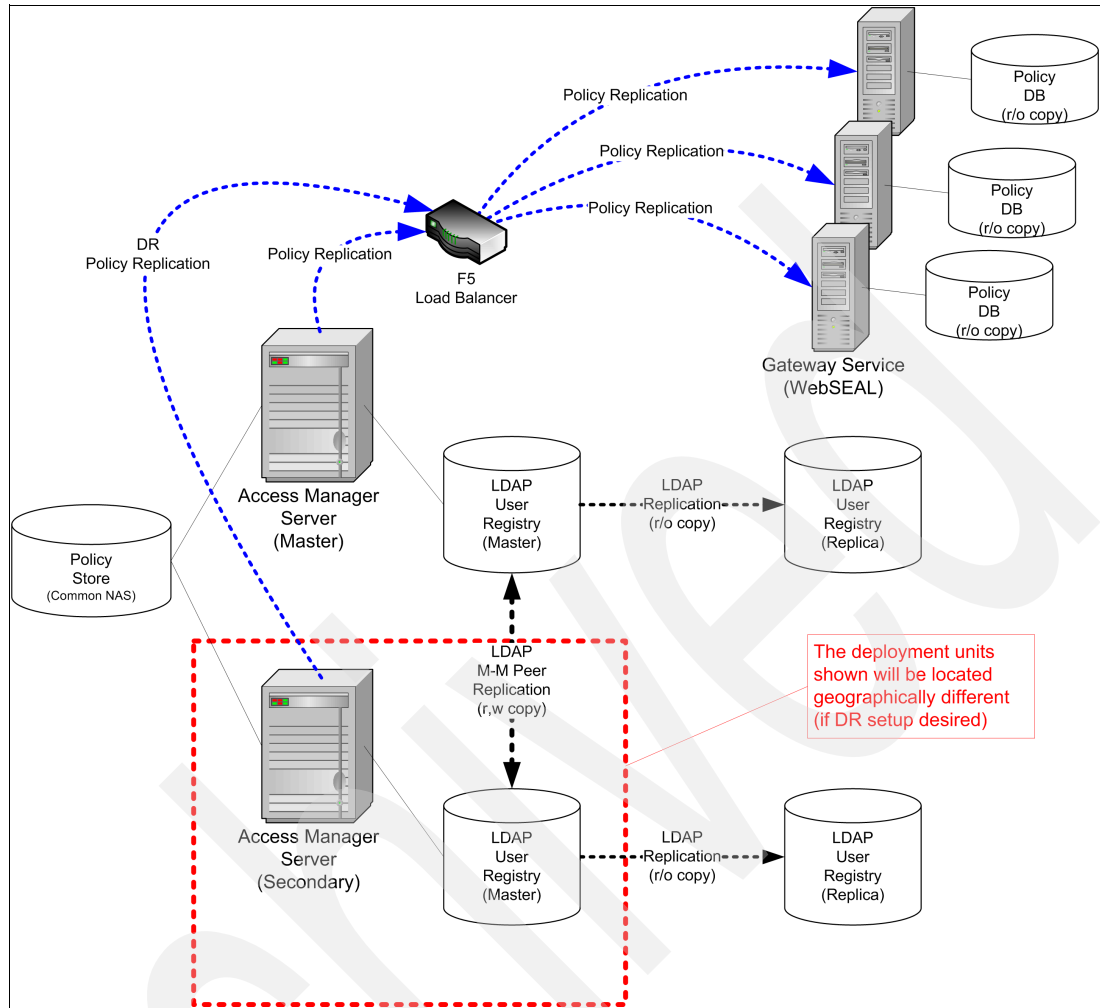 Policy
DB
(r/o copy)
Policy Replication
Policy Replication
Policy
DB
(r/o copy)
Policy Replication
DR
Policy Replication
Policy Replication
F5
Load Balancer
Policy
DB
(r/o copy)
Gateway Service
(WebSEAL)
Access Manager
Server
(Master)
LDAP
User
Registry
(Master)
LDAP
Replication
(r/o copy)
LDAP
User
Registry
(Replica)
Policy
Store
(Common NAS)
LDAP
M-M Peer
Replication
(r,w copy)
The deployment units
shown will be located
geographically different
(if DR setup desired)
Access Manager
Server
(Secondary)
LDAP
User
Registry
(Master)
LDAP
Replication
(r/o copy)
LDAP
User
Registry
(Replica)